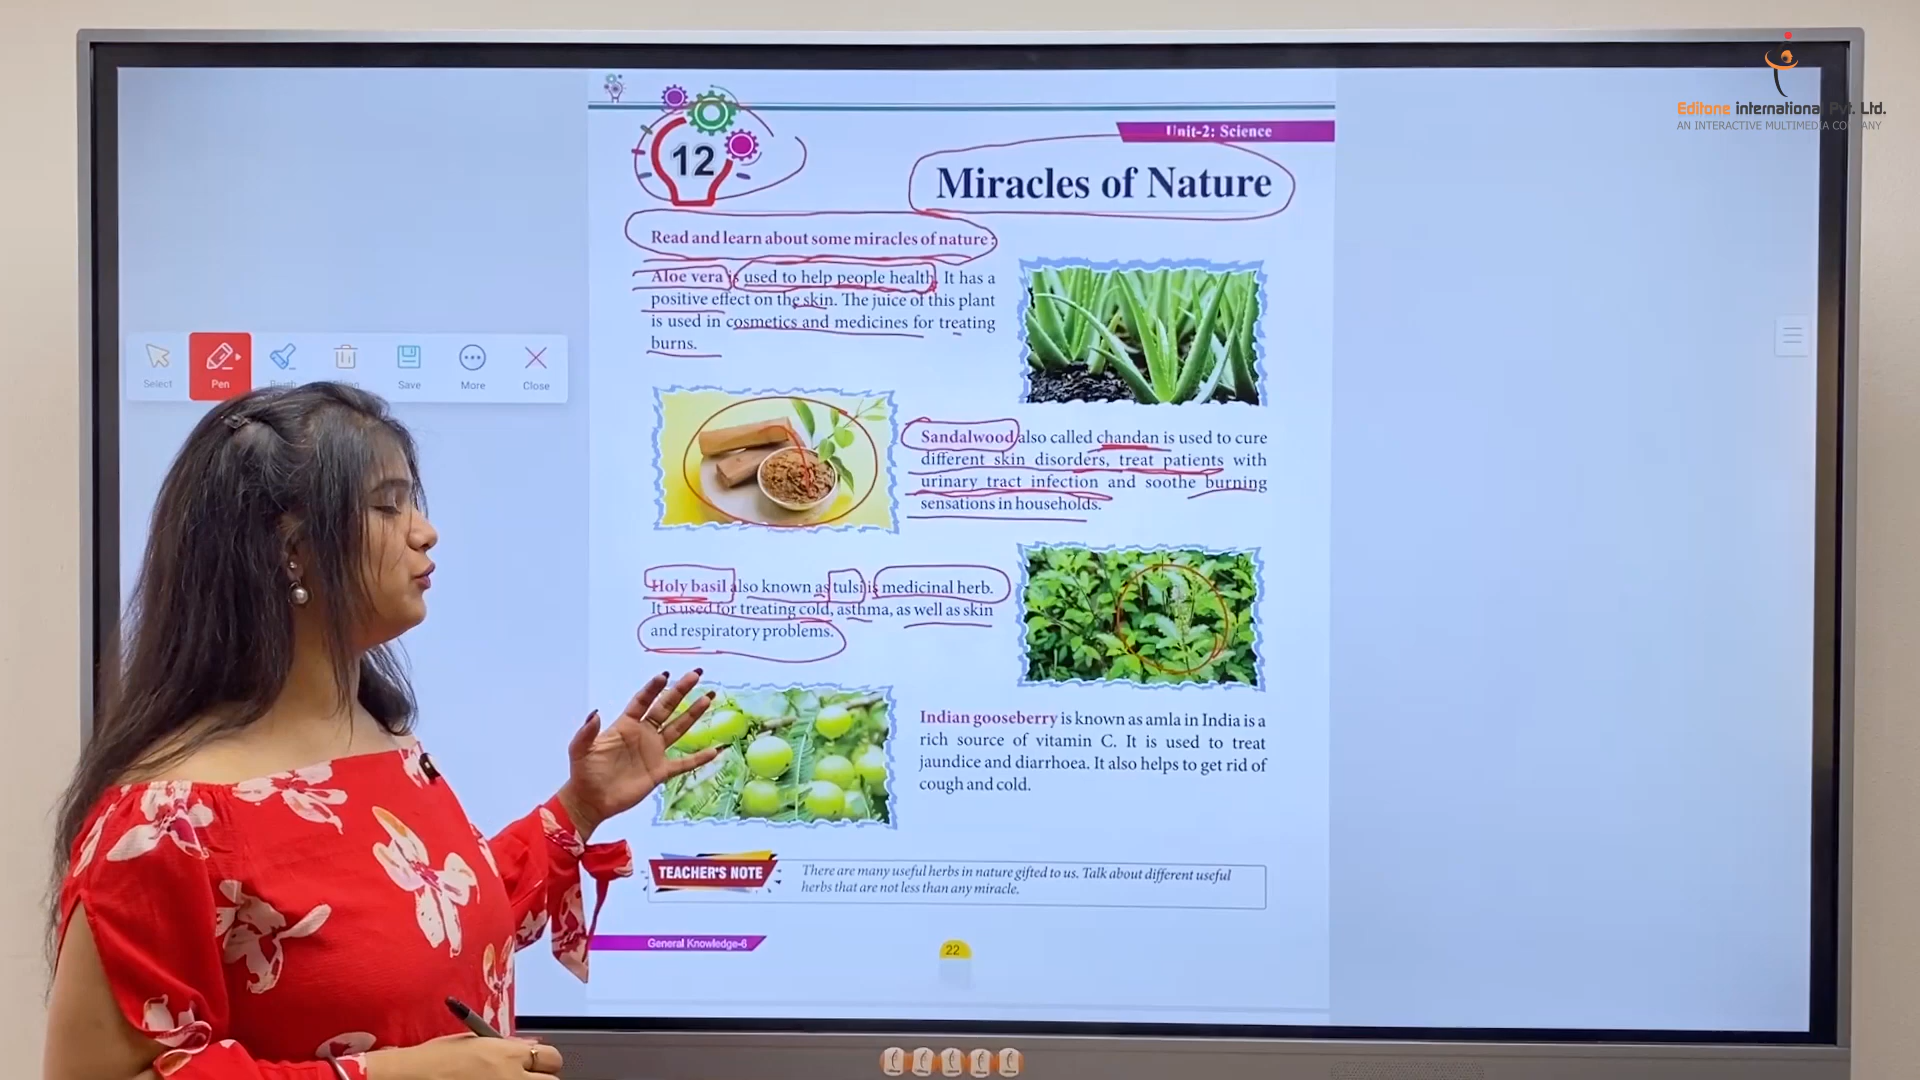 Editone international Pvt. Ltd.
AN INTERACTIVE MULTIMEDIA COMPANY
Unit-2: Science
12
Miracles of Nature
Read and learn about some miracles of nature:
Aloe vera is used to help people health. It has a
positive effect on the skin. The juice of this plant
is used in cosmetics and medicines for treating
burns.
Select
Pen
Clean
Save
More
Close
Sandalwood also called chandan is used to cure
different skin disorders, treat patients with
urinary tract infection and soothe burning
sensations in households.
Holy basil also known as tulsi is medicinal herb.
It is used for treating cold, asthma, as well as skin
and respiratory problems.
Indian gooseberry is known as amla in India is a
rich source of vitamin C. It is used to treat
jaundice and diarrhoea. It also helps to get rid of
cough and cold.
TEACHER'S NOTE
There are many useful herbs in nature gifted to us. Talk about different useful
herbs that are not less than any miracle.
General Knowledge-6
22